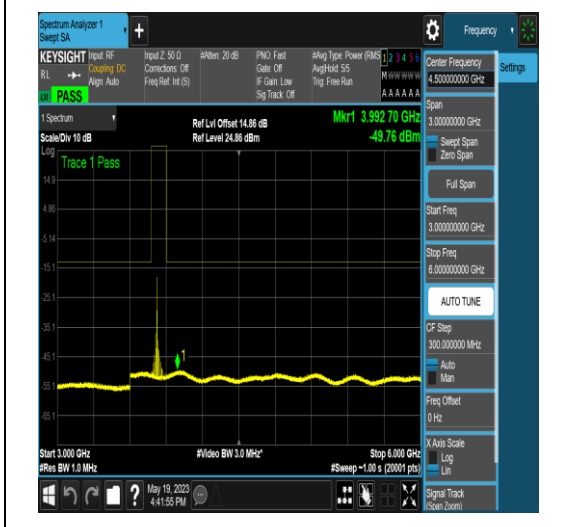 Spectrum Analyzer 1
Swept SA
Frequency
KEYSIGHT
Input: RF
Coupling: DC
Align: Auto
RL
PASS
Input Z: 50 Ω
Corrections: Off
Freq Ref: Int (S)
#Atten: 20 dB
PNO: Fast
Gate: Off
IF Gain: Low
Sig Track: Off
#Avg Type: Power (RMS
Avg|Hold: 5/5
Trig: Free Run
1 2 3 4 5 6
M W W W W W
A A A A A A
1 Spectrum
Scale/Div 10 dB
Log
Ref Lvl Offset 14.86 dB
Ref Level 24.86 dBm
Mkr1 3.992 70 GHz
-49.76 dBm
Trace 1 Pass
14.9
4.86
-5.14
-15.1
-25.1
-35.1
-45.1
-55.1
-65.1
1
Start 3.000 GHz
#Res BW 1.0 MHz
#Video BW 3.0 MHz*
Stop 6.000 GHz
#Sweep ~1.00 s (20001 pts)
May 19, 2023
4:41:55 PM
Center Frequency
4.500000000 GHz
Span
3.00000000 GHz
Swept Span
Zero Span
Full Span
Start Freq
3.000000000 GHz
Stop Freq
6.000000000 GHz
AUTO TUNE
CF Step
300.000000 MHz
Auto
Man
Freq Offset
0 Hz
X Axis Scale
Log
Lin
Signal Track
(Span Zoom)
Settings